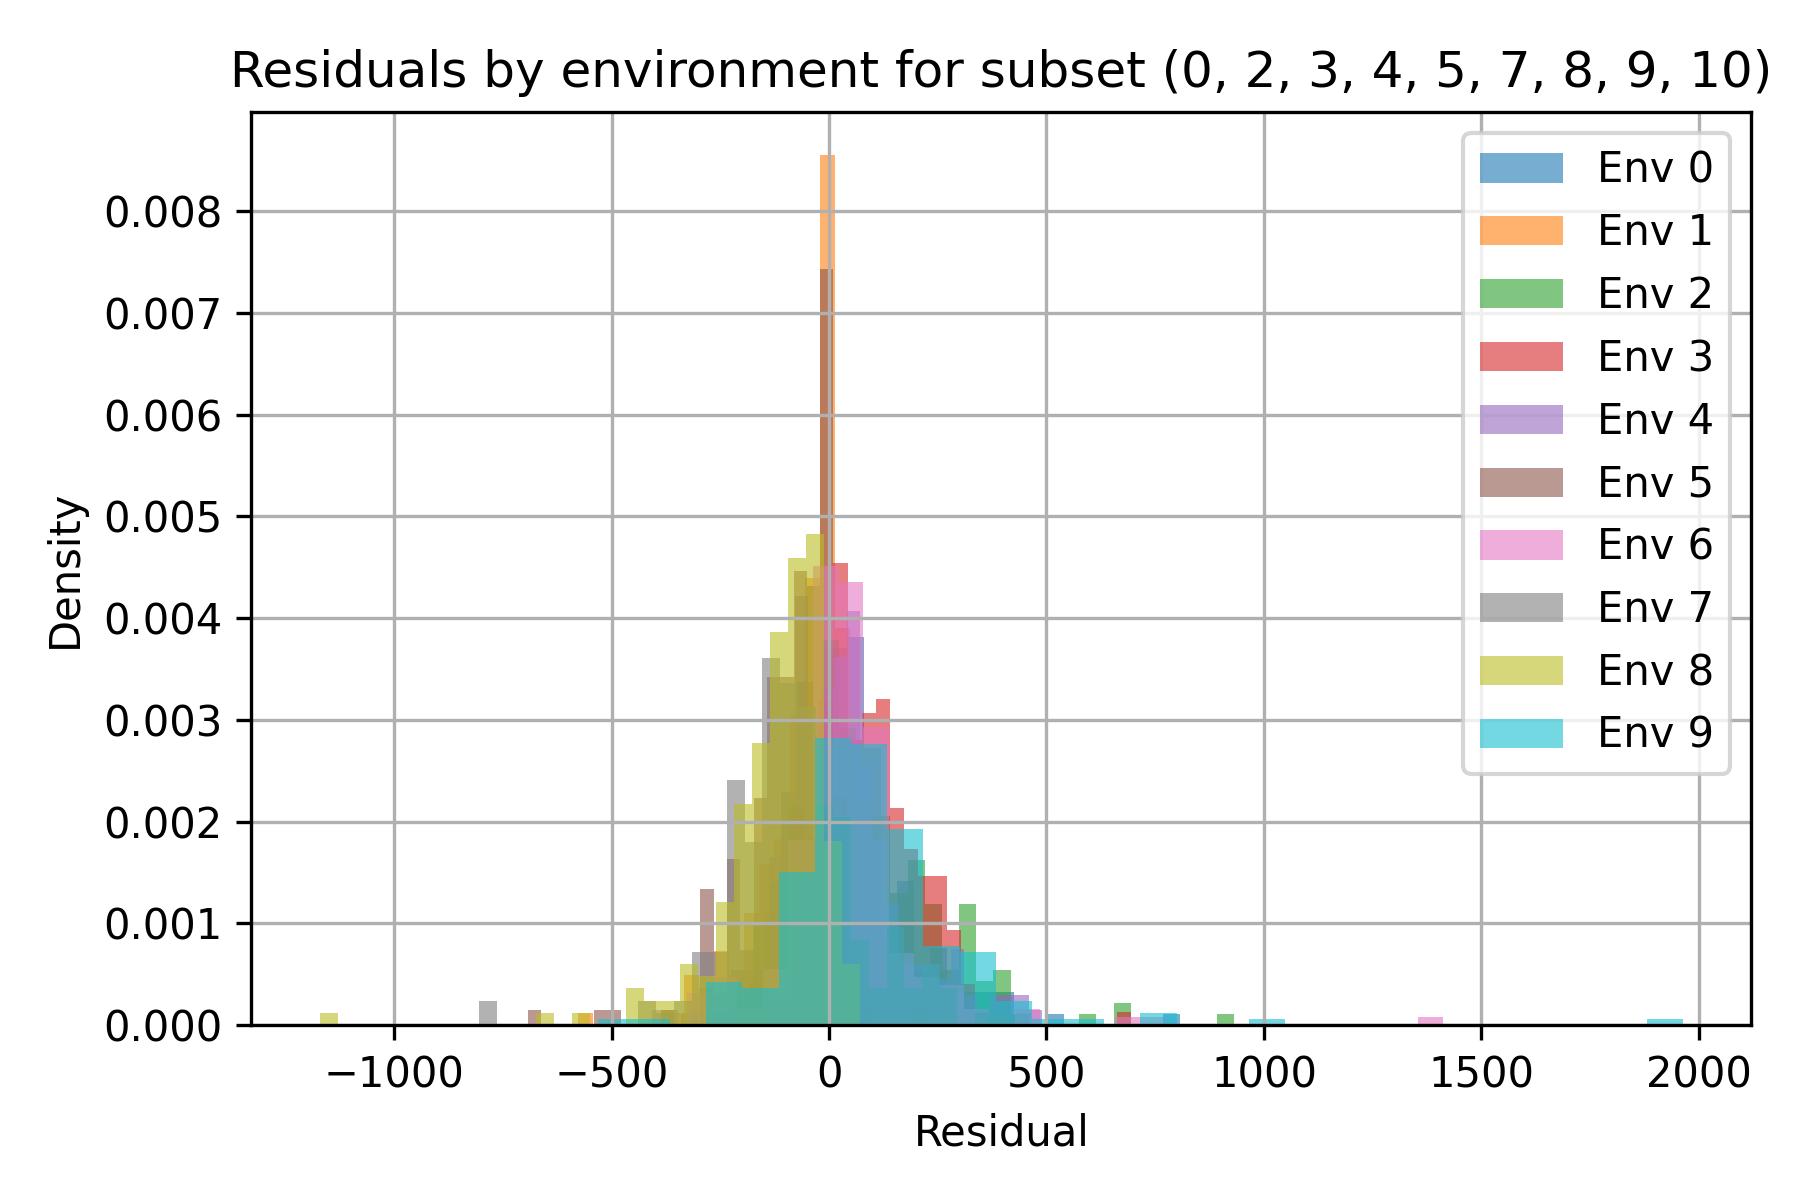 Residuals by environment for subset (0, 2, 3, 4, 5, 7, 8, 9, 10)
Env 0
Env 1
Env 2
Env 3
Env 4
Env 5
Env 6
Env 7
Env 8
Env 9
0.008
0.007
0.006
0.005
0.004
0.003
0.002
0.001
0.000
Density
−1000 −500 0 500 1000 1500 2000
Residual